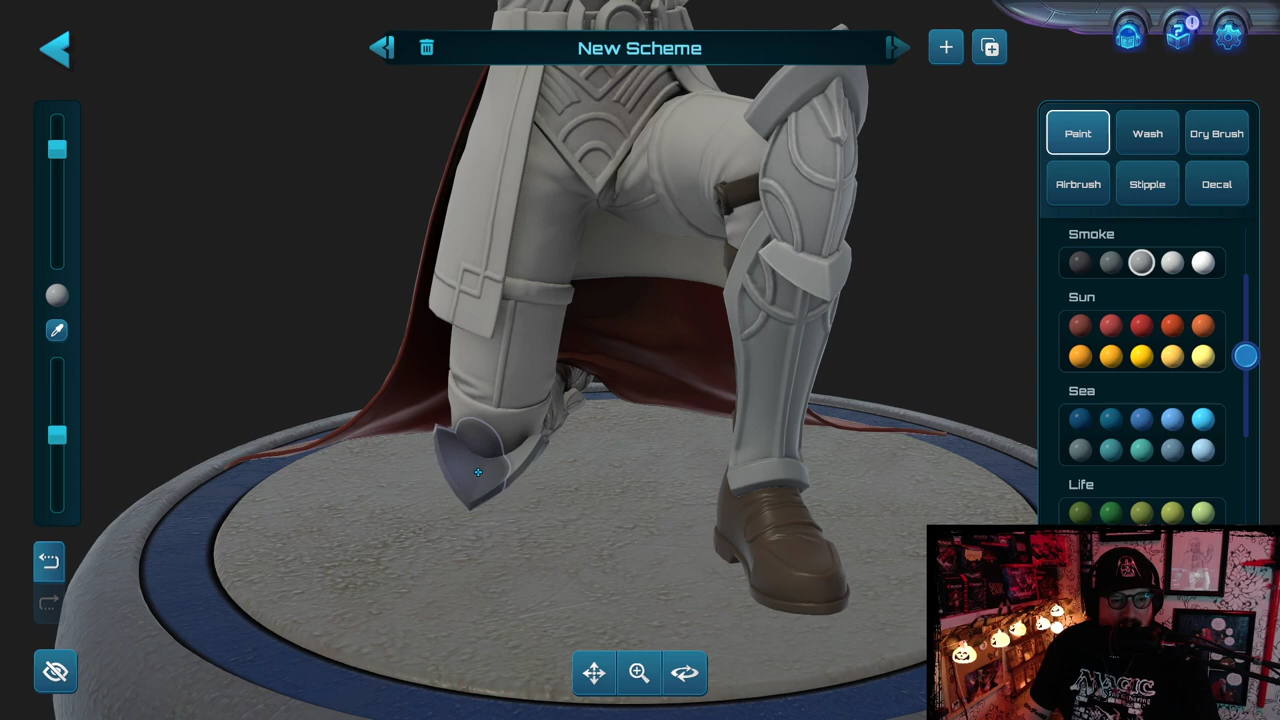 New Scheme
Paint
Wash
Dry Brush
Airbrush
Stipple
Decal
Smoke
Sun
Sea
Life
MAGIC